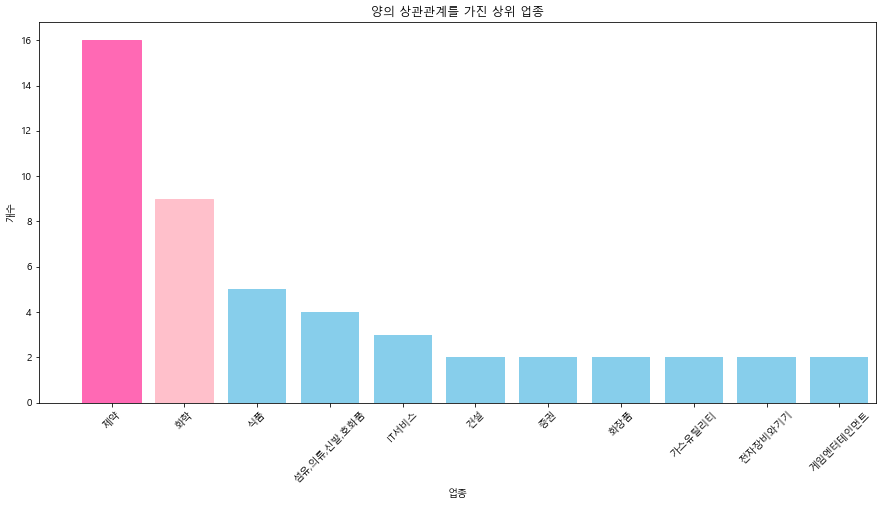 양의 상관관계를 가진 상위 업종
개수
16
14
12
10
8
6
4
2
0
제약
화학
식품
섬유,의류,신발,호화품
IT서비스
건설
증권
화장품
가스유틸리티
전자장비와기기
게임엔터테인먼트
업종